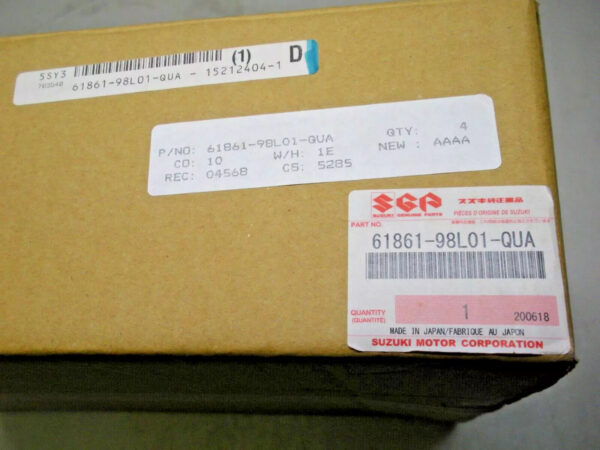 5SY3 (1) D
703040 61861-98L01-QUA - 15212404-1
P/NO: 61861-98L01-QUA QTY: 4
CD: 10 W/H: 1E NEW : AAAA
REC: 04568 CS: 5285
SGP スズキ純正部品
SUZUKI GENUINE PARTS PIÈCES D'ORIGINE DE SUZUKI
PART NO.
61861-98L01-QUA
QUANTITY
(QUANTITÉ) 1 200618
MADE IN JAPAN/FABRIQUE AU JAPON
SUZUKI MOTOR CORPORATION